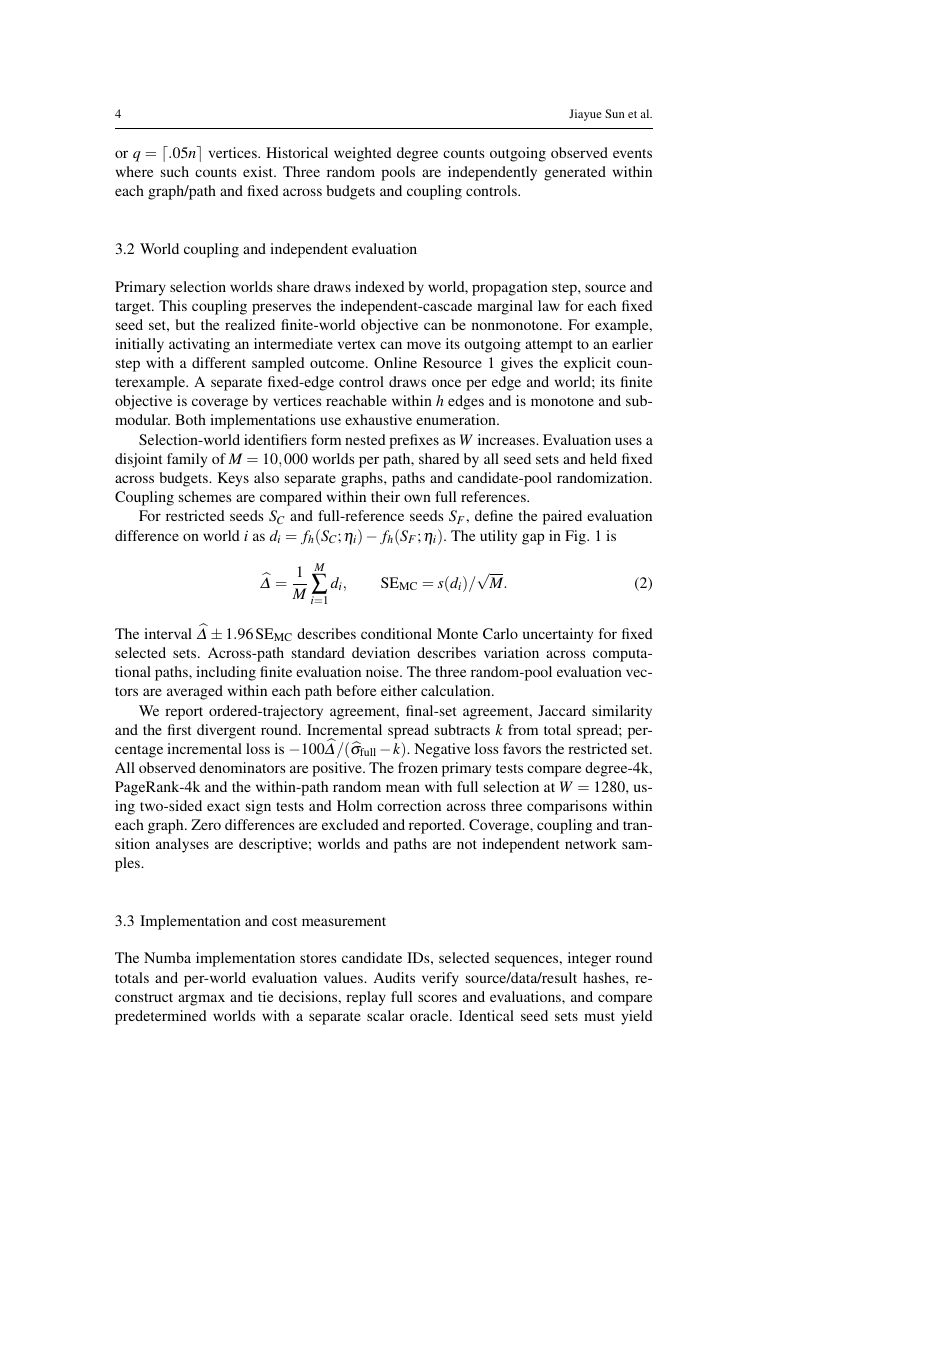 4
Jiayue Sun et al.
or q = ⌈.05n⌉ vertices. Historical weighted degree counts outgoing observed events
where such counts exist. Three random pools are independently generated within
each graph/path and fixed across budgets and coupling controls.
3.2 World coupling and independent evaluation
Primary selection worlds share draws indexed by world, propagation step, source and
target. This coupling preserves the independent-cascade marginal law for each fixed
seed set, but the realized finite-world objective can be nonmonotone. For example,
initially activating an intermediate vertex can move its outgoing attempt to an earlier
step with a different sampled outcome. Online Resource 1 gives the explicit coun-
terexample. A separate fixed-edge control draws once per edge and world; its finite
objective is coverage by vertices reachable within h edges and is monotone and sub-
modular. Both implementations use exhaustive enumeration.
Selection-world identifiers form nested prefixes as W increases. Evaluation uses a
disjoint family of M = 10,000 worlds per path, shared by all seed sets and held fixed
across budgets. Keys also separate graphs, paths and candidate-pool randomization.
Coupling schemes are compared within their own full references.
For restricted seeds S_C and full-reference seeds S_F, define the paired evaluation
difference on world i as d_i = f_h(S_C; η_i) − f_h(S_F; η_i). The utility gap in Fig. 1 is
Δ̂ = 1/M ∑_{i=1}^{M} d_i, SE_MC = s(d_i)/√M. (2)
The interval Δ̂ ± 1.96 SE_MC describes conditional Monte Carlo uncertainty for fixed
selected sets. Across-path standard deviation describes variation across computa-
tional paths, including finite evaluation noise. The three random-pool evaluation vec-
tors are averaged within each path before either calculation.
We report ordered-trajectory agreement, final-set agreement, Jaccard similarity
and the first divergent round. Incremental spread subtracts k from total spread; per-
centage incremental loss is −100Δ̂/(σ̂_full − k). Negative loss favors the restricted set.
All observed denominators are positive. The frozen primary tests compare degree-4k,
PageRank-4k and the within-path random mean with full selection at W = 1280, us-
ing two-sided exact sign tests and Holm correction across three comparisons within
each graph. Zero differences are excluded and reported. Coverage, coupling and tran-
sition analyses are descriptive; worlds and paths are not independent network sam-
ples.
3.3 Implementation and cost measurement
The Numba implementation stores candidate IDs, selected sequences, integer round
totals and per-world evaluation values. Audits verify source/data/result hashes, re-
construct argmax and tie decisions, replay full scores and evaluations, and compare
predetermined worlds with a separate scalar oracle. Identical seed sets must yield